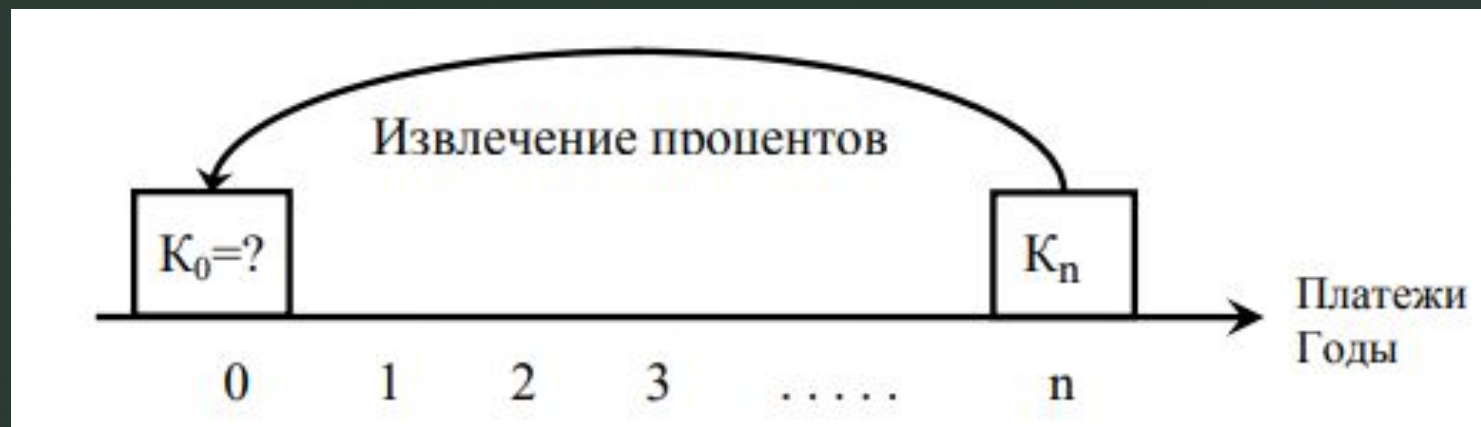 Извлечение процентов
K₀=?
Kₙ
Платежи
Годы
0 1 2 3 . . . . . n